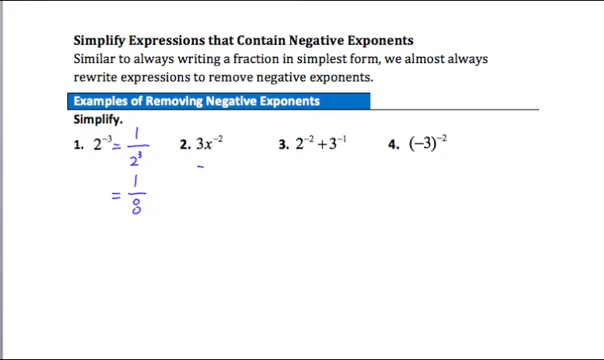 Simplify Expressions that Contain Negative Exponents
Similar to always writing a fraction in simplest form, we almost always
rewrite expressions to remove negative exponents.
Examples of Removing Negative Exponents
Simplify.
1. 2⁻³ = 1/2³ 2. 3x⁻² 3. 2⁻² + 3⁻¹ 4. (−3)⁻²
= 1/8